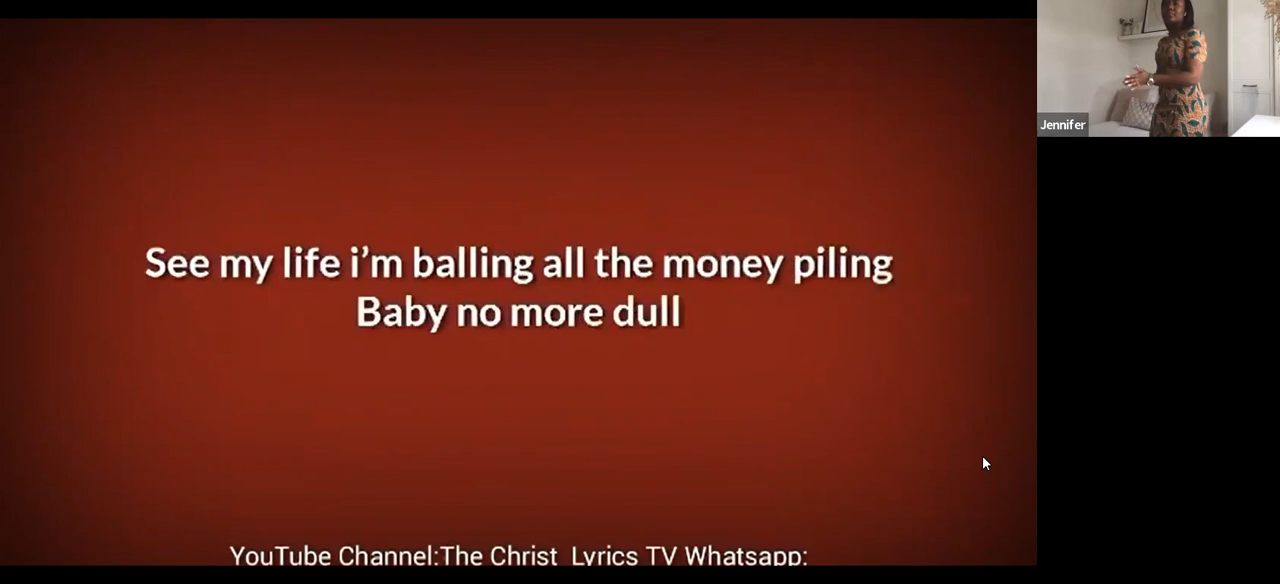 See my life i’m balling all the money piling
Baby no more dull
YouTube Channel:The Christ Lyrics TV Whatsapp:
Jennifer